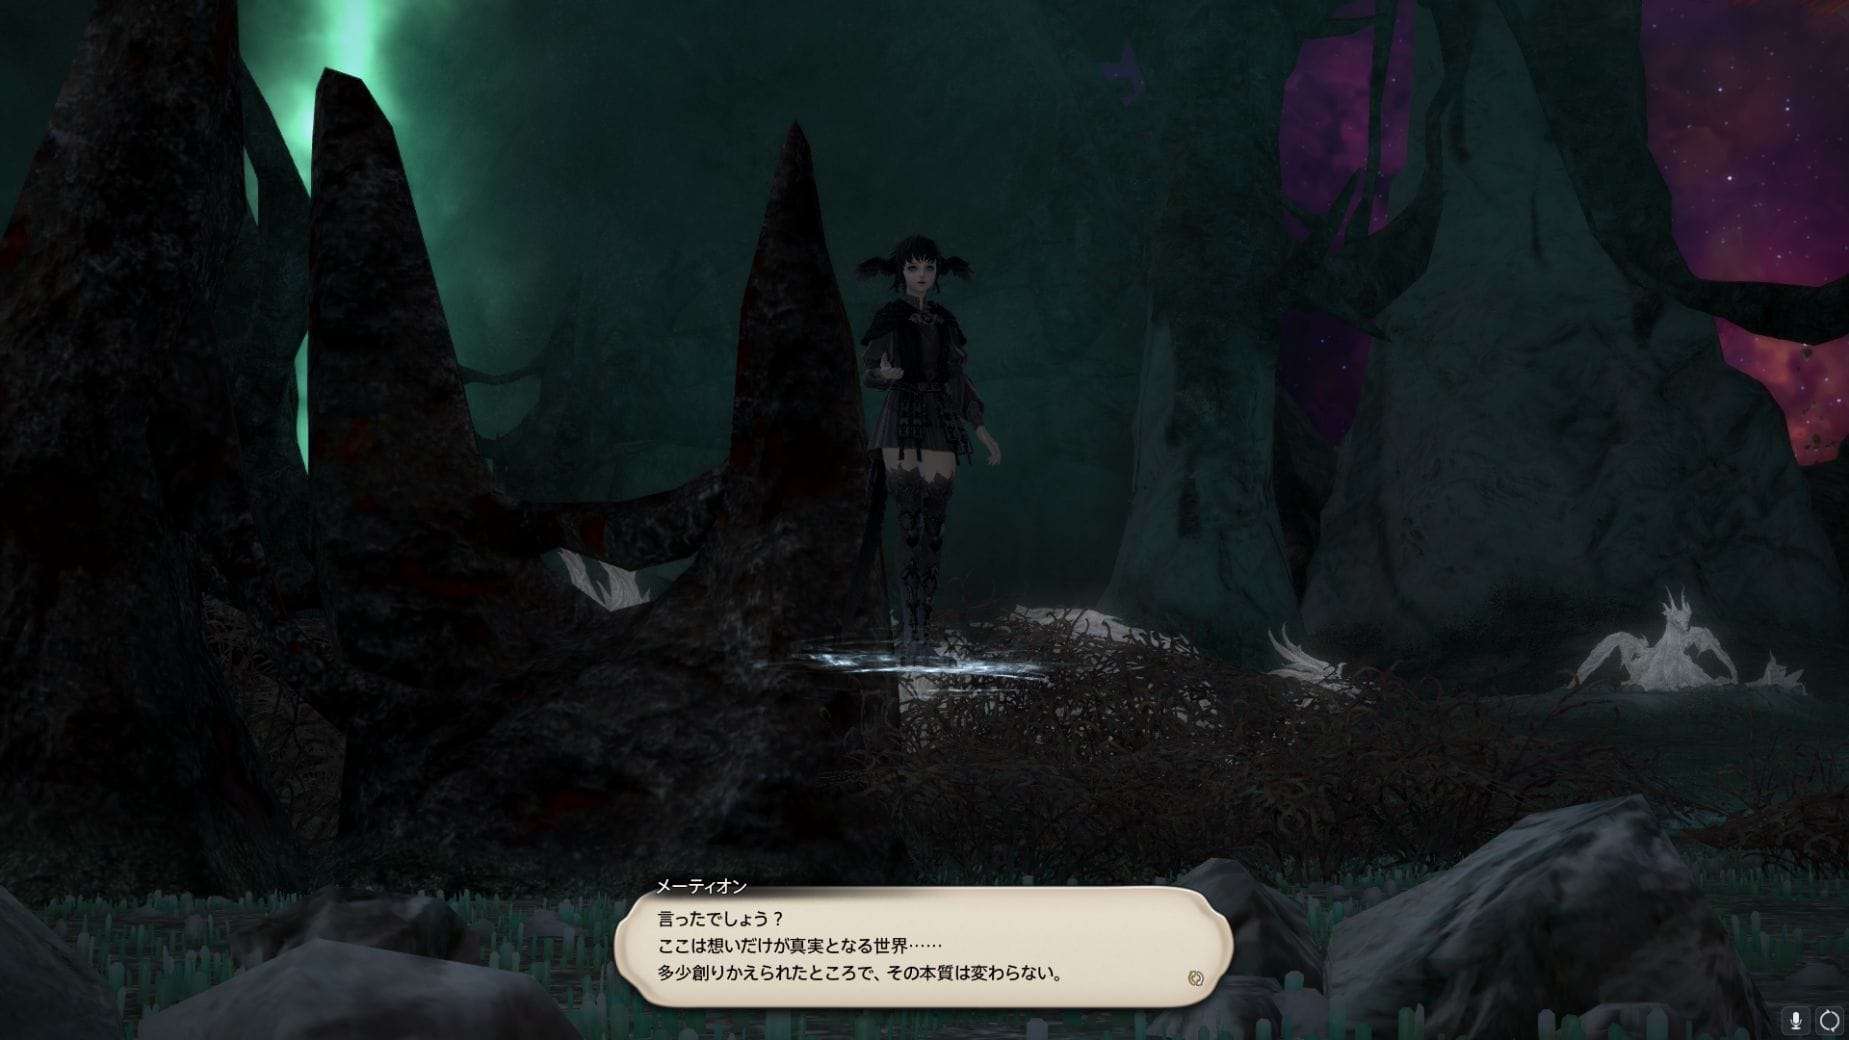 メーティオン
言ったでしょう？
ここは想いだけが真実となる世界……
多少創りかえられたところで、その本質は変わらない。